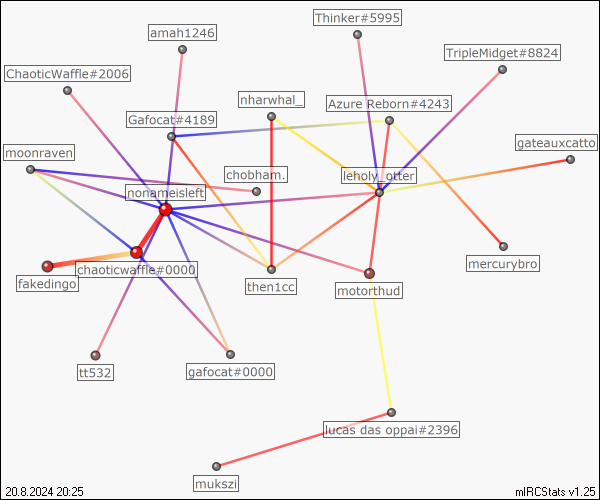 Thinker#5995
amah1246
TripleMidget#8824
ChaoticWaffle#2006
nharwhal_
Azure Reborn#4243
Gafocat#4189
gateauxcatto
moonraven
chobham.
leholy_otter
nonameisleft
mercurybro
chaoticwaffle#0000
fakedingo
then1cc
motorthud
tt532
gafocat#0000
lucas das oppai#2396
mukszi
20.8.2024 20:25
mIRCStats v1.25